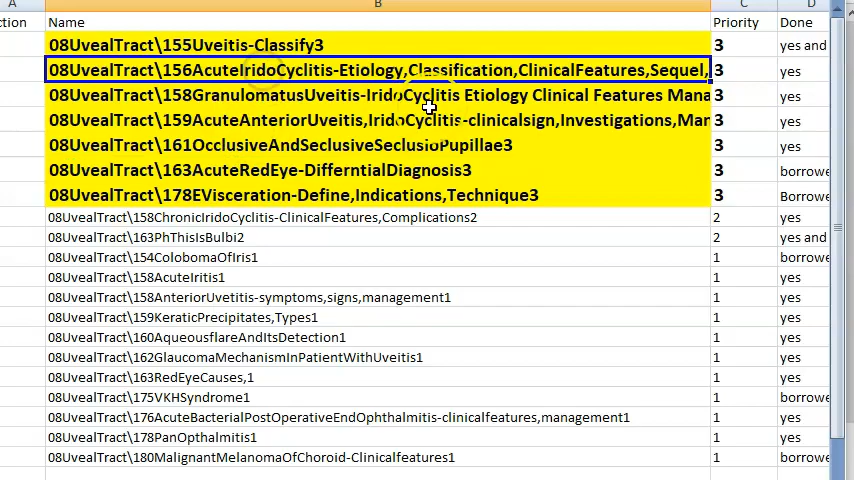 A B C D
ction Name Priority Done
08UvealTract\155Uveitis-Classify3 3 yes and
08UvealTract\156AcuteIridoCyclitis-Etiology,Classification,ClinicalFeatures,Sequel, 3 yes
08UvealTract\158GranulomatusUveitis-IridoCyclitis Etiology Clinical Features Mana 3 yes
08UvealTract\159AcuteAnteriorUveitis,IridoCyclitis-clinicalsign,Investigations,Man 3 yes
08UvealTract\161OcclusiveAndSeclusiveSeclusioPupillae3 3 yes
08UvealTract\163AcuteRedEye-DifferntialDiagnosis3 3 borrowe
08UvealTract\178EVisceration-Define,Indications,Technique3 3 Borrowe
08UvealTract\158ChronicIridoCyclitis-ClinicalFeatures,Complications2 2 yes
08UvealTract\163PhThisIsBulbi2 2 yes and
08UvealTract\154ColobomaOfIris1 1 borrowe
08UvealTract\158AcuteIritis1 1 yes
08UvealTract\158AnteriorUvetitis-symptoms,signs,management1 1 yes
08UvealTract\159KeraticPrecipitates,Types1 1 yes
08UvealTract\160AqueousflareAndItsDetection1 1 yes
08UvealTract\162GlaucomaMechanismInPatientWithUveitis1 1 yes
08UvealTract\163RedEyeCauses,1 1 yes
08UvealTract\175VKHSyndrome1 1 borrowe
08UvealTract\176AcuteBacterialPostOperativeEndOphthalmitis-clinicalfeatures,management1 1 yes
08UvealTract\178PanOpthalmitis1 1 yes
08UvealTract\180MalignantMelanomaOfChoroid-Clinicalfeatures1 1 borrowe